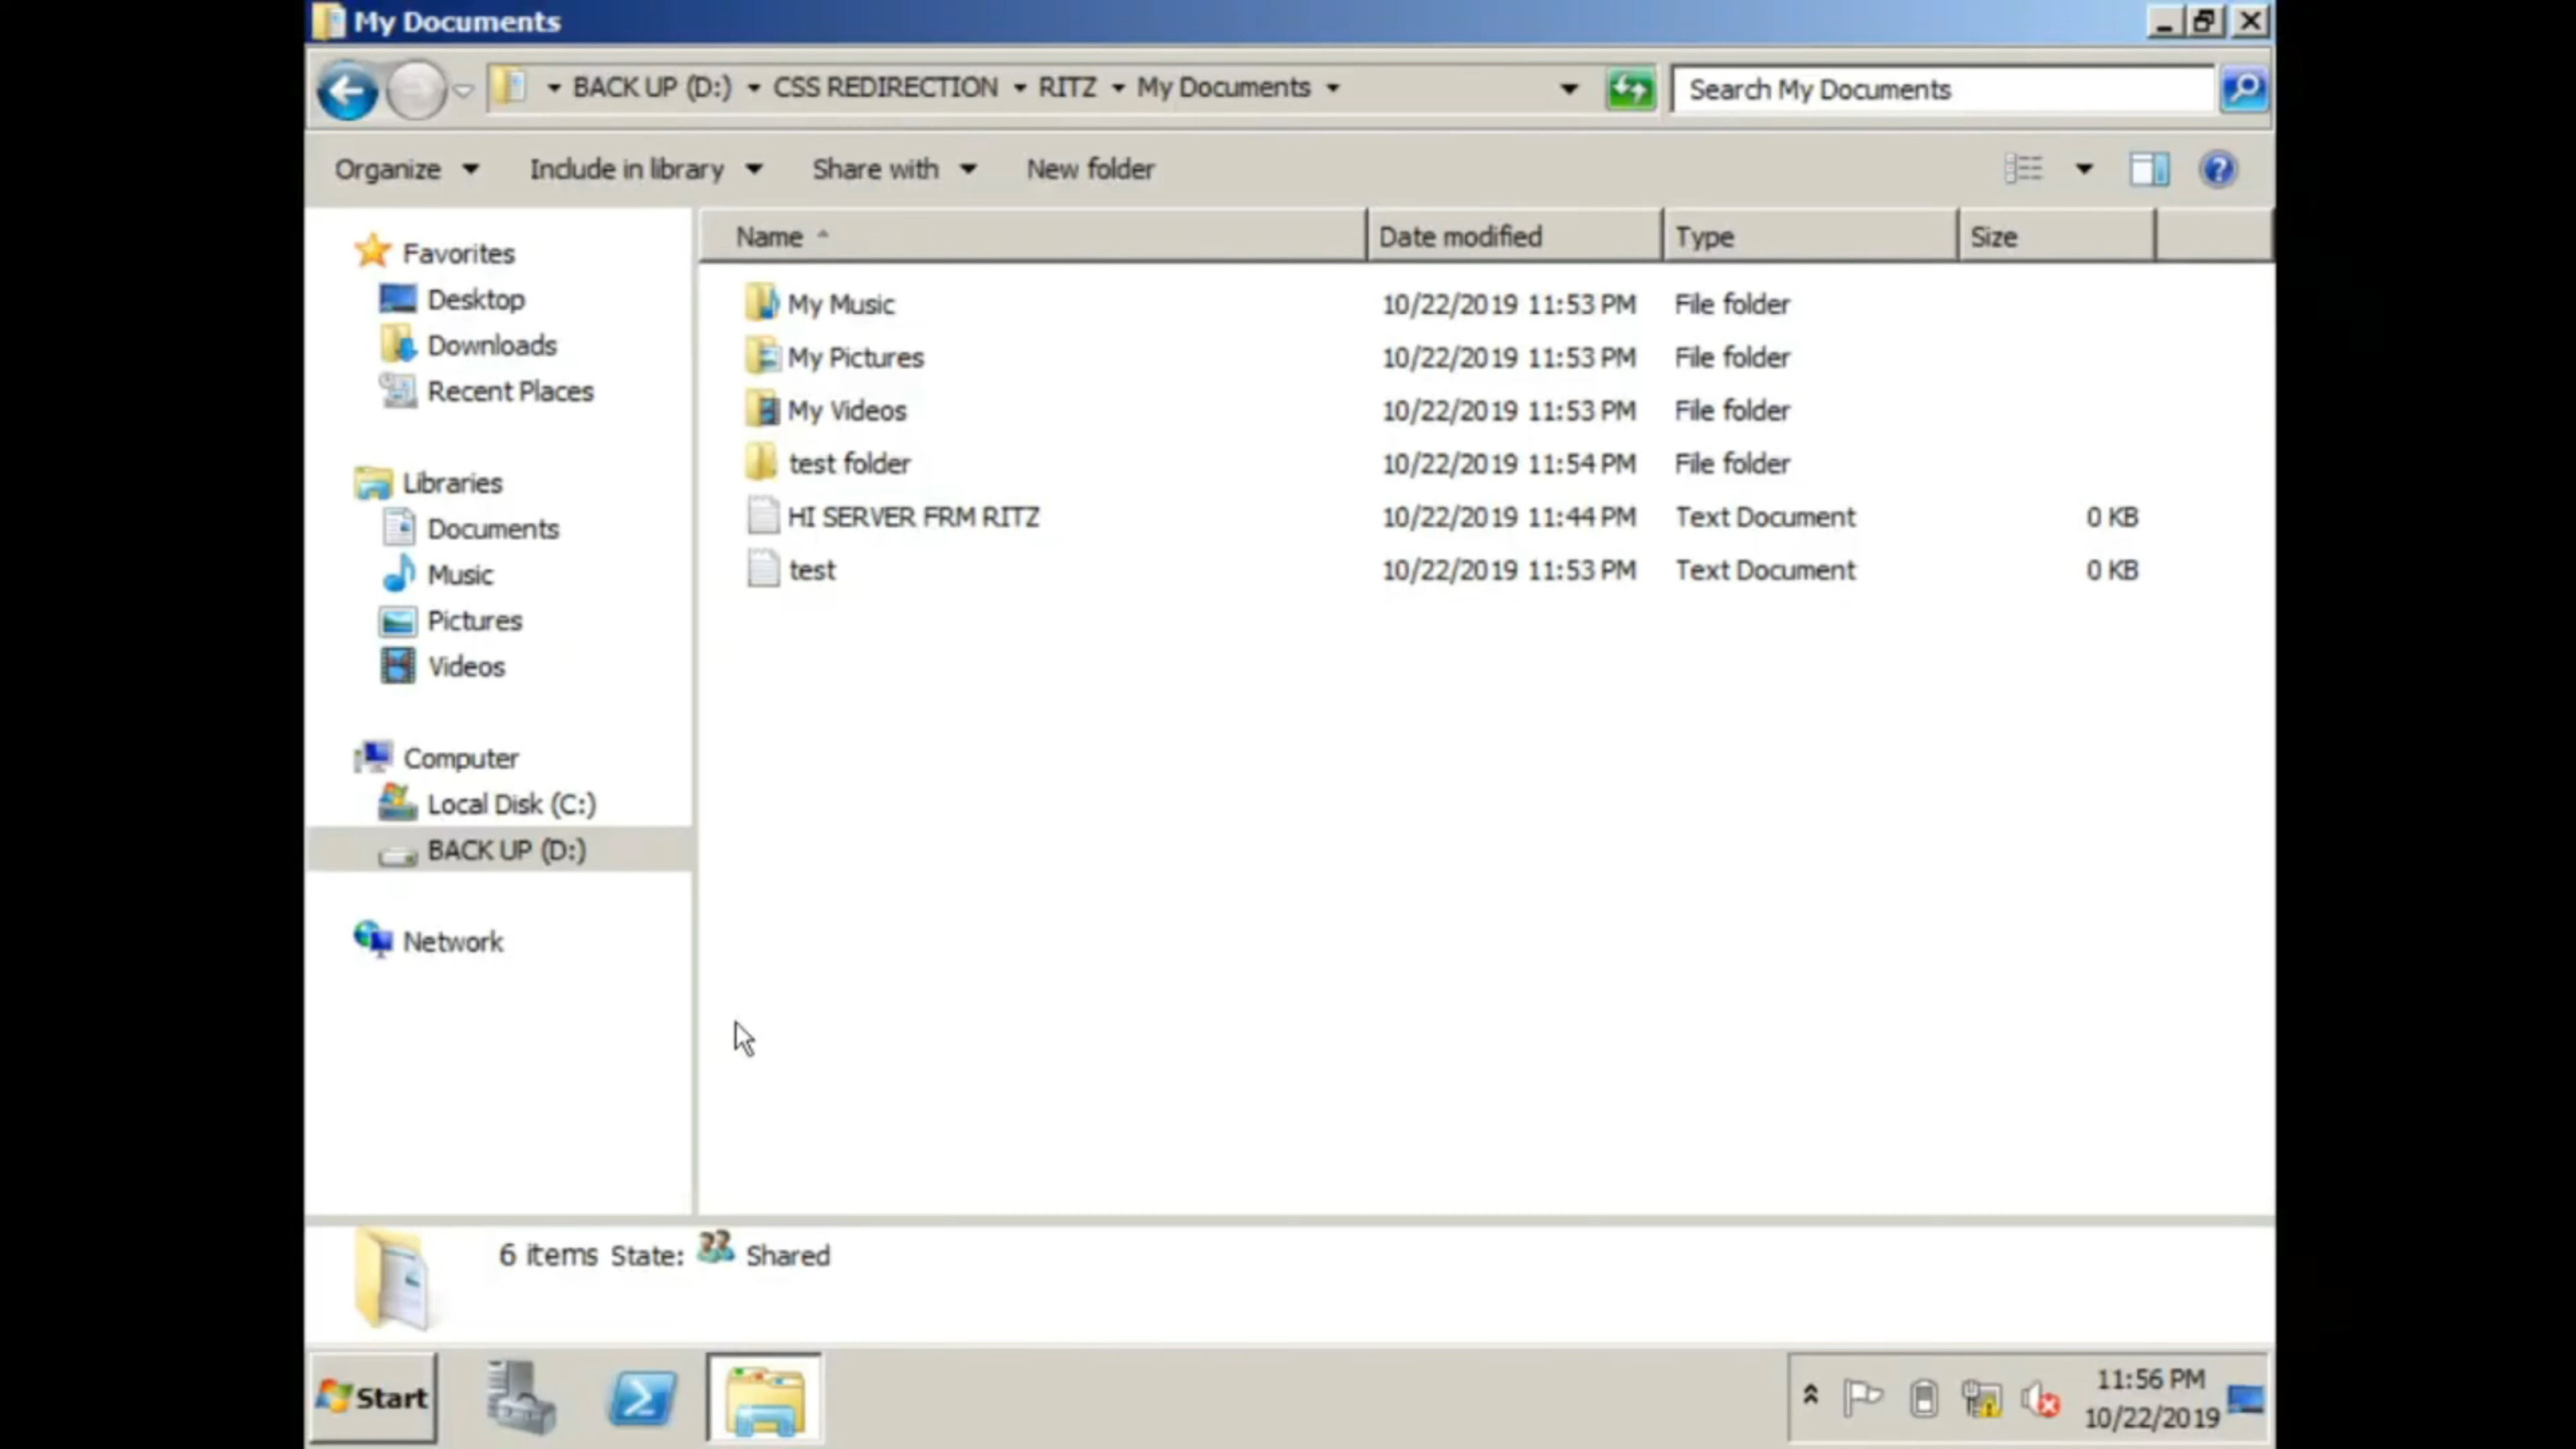 My Documents
BACK UP (D:) CSS REDIRECTION RITZ My Documents
Search My Documents
Organize Include in library Share with New folder
Name Date modified Type Size
Favorites
Desktop
Downloads
Recent Places
Libraries
Documents
Music
Pictures
Videos
Computer
Local Disk (C:)
BACK UP (D:)
Network
My Music 10/22/2019 11:53 PM File folder
My Pictures 10/22/2019 11:53 PM File folder
My Videos 10/22/2019 11:53 PM File folder
test folder 10/22/2019 11:54 PM File folder
HI SERVER FRM RITZ 10/22/2019 11:44 PM Text Document 0 KB
test 10/22/2019 11:53 PM Text Document 0 KB
6 items State: Shared
Start
11:56 PM
10/22/2019